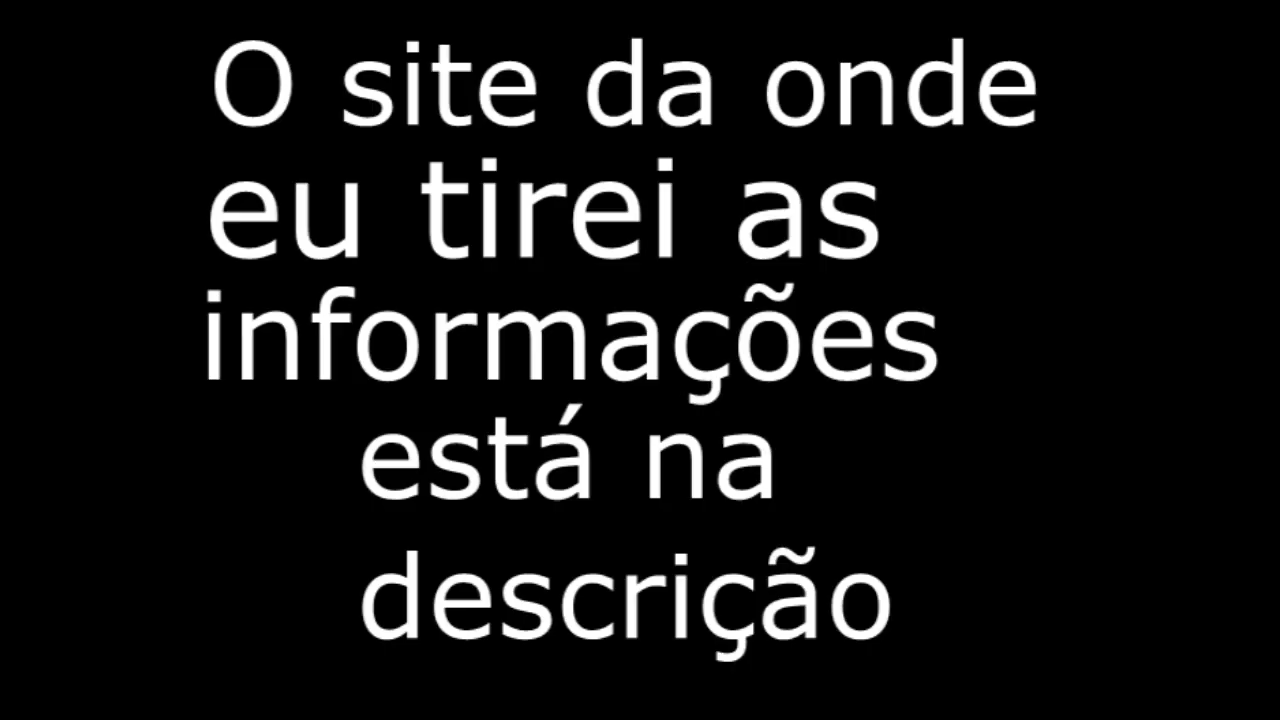 O site da onde
eu tirei as
informações
está na
descrição